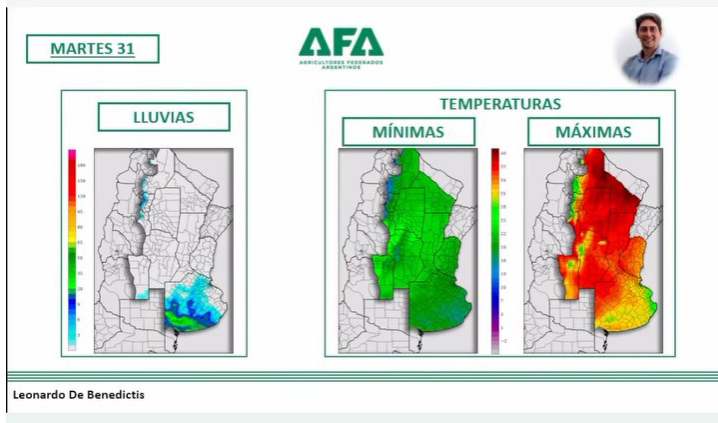 MARTES 31
AFA
AGRICULTORES FEDERADOS
ARGENTINOS
LLUVIAS
TEMPERATURAS
MÍNIMAS
MÁXIMAS
Leonardo De Benedictis